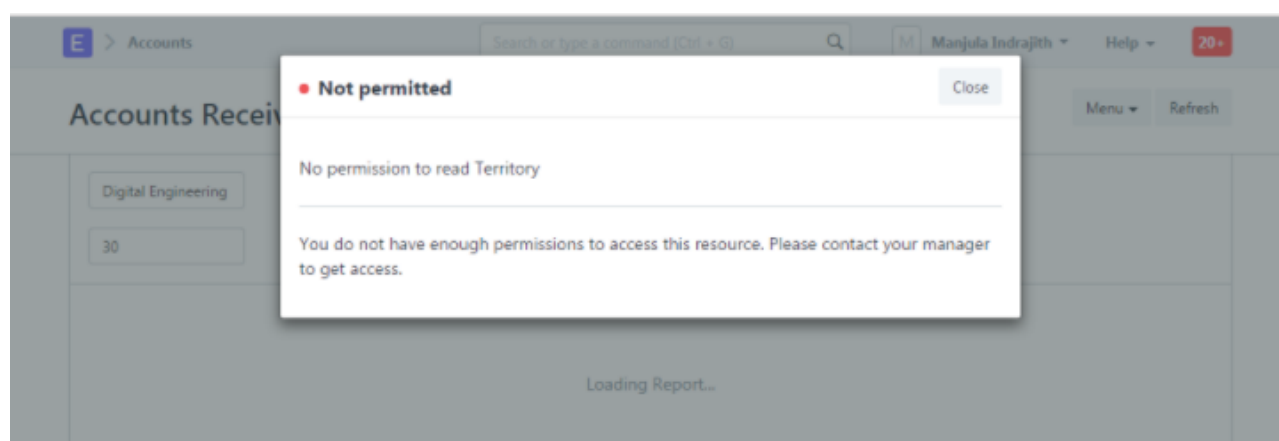 E > Accounts
Search or type a command (Ctrl + G)
M Manjula Indrajith Help 20+
Not permitted
Close
Accounts Recei
Menu Refresh
No permission to read Territory
Digital Engineering
30
You do not have enough permissions to access this resource. Please contact your manager
to get access.
Loading Report...